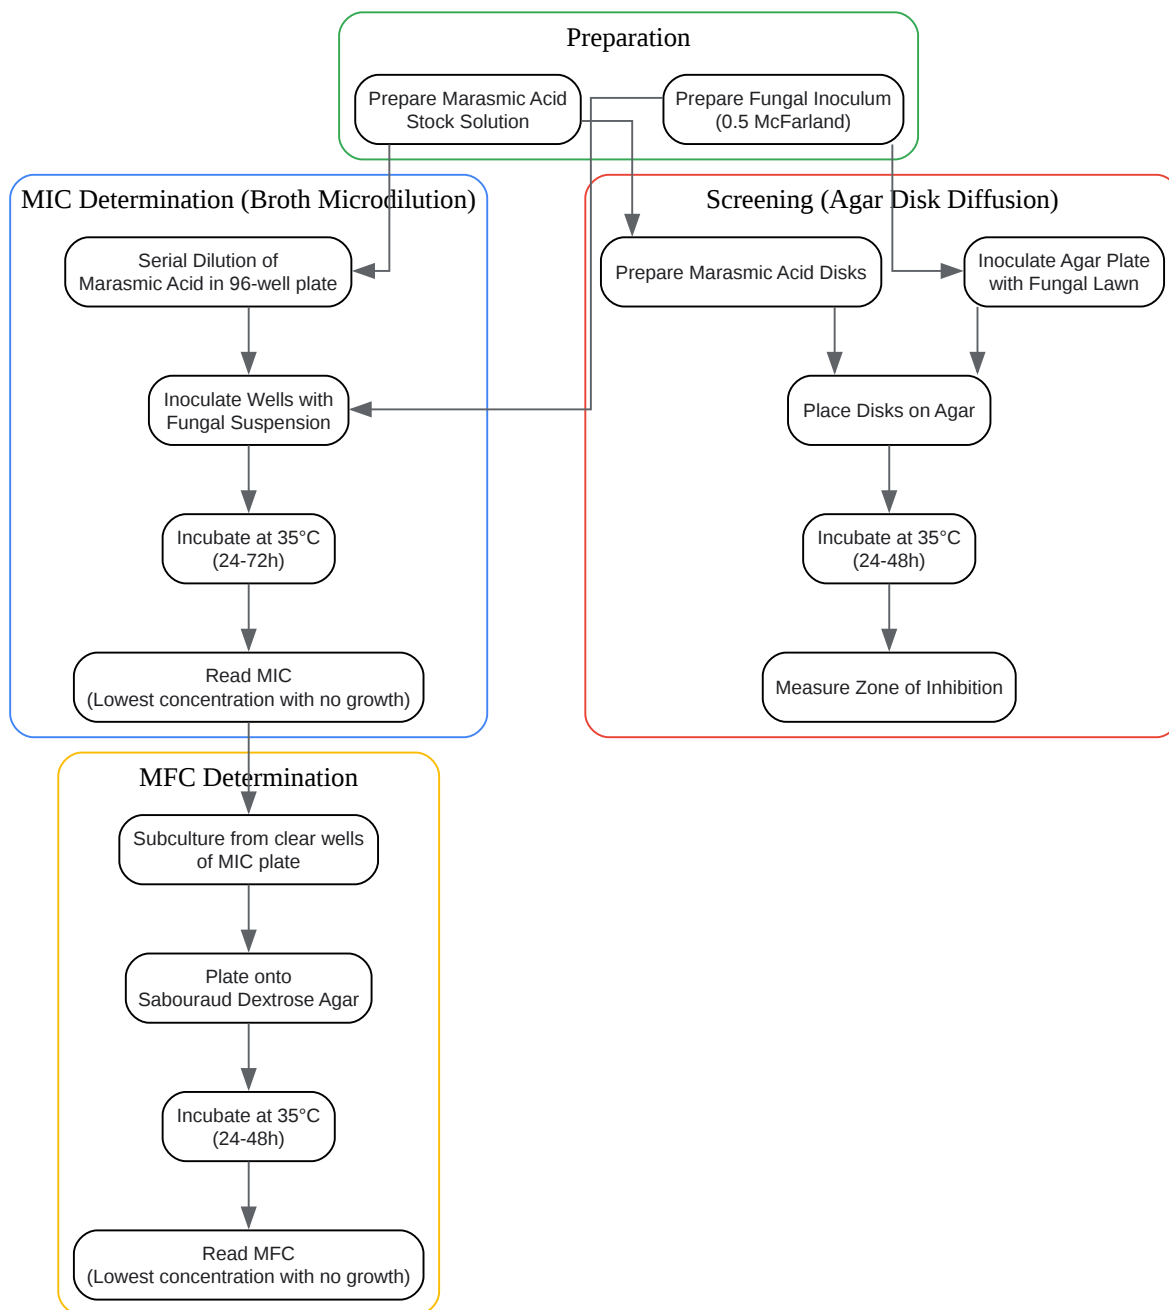 Preparation
Prepare Marasmic Acid
Stock Solution
Prepare Fungal Inoculum
(0.5 McFarland)
MIC Determination (Broth Microdilution)
Serial Dilution of
Marasmic Acid in 96-well plate
Inoculate Wells with
Fungal Suspension
Incubate at 35°C
(24-72h)
Read MIC
(Lowest concentration with no growth)
Screening (Agar Disk Diffusion)
Prepare Marasmic Acid Disks
Inoculate Agar Plate
with Fungal Lawn
Place Disks on Agar
Incubate at 35°C
(24-48h)
Measure Zone of Inhibition
MFC Determination
Subculture from clear wells
of MIC plate
Plate onto
Sabouraud Dextrose Agar
Incubate at 35°C
(24-48h)
Read MFC
(Lowest concentration with no growth)